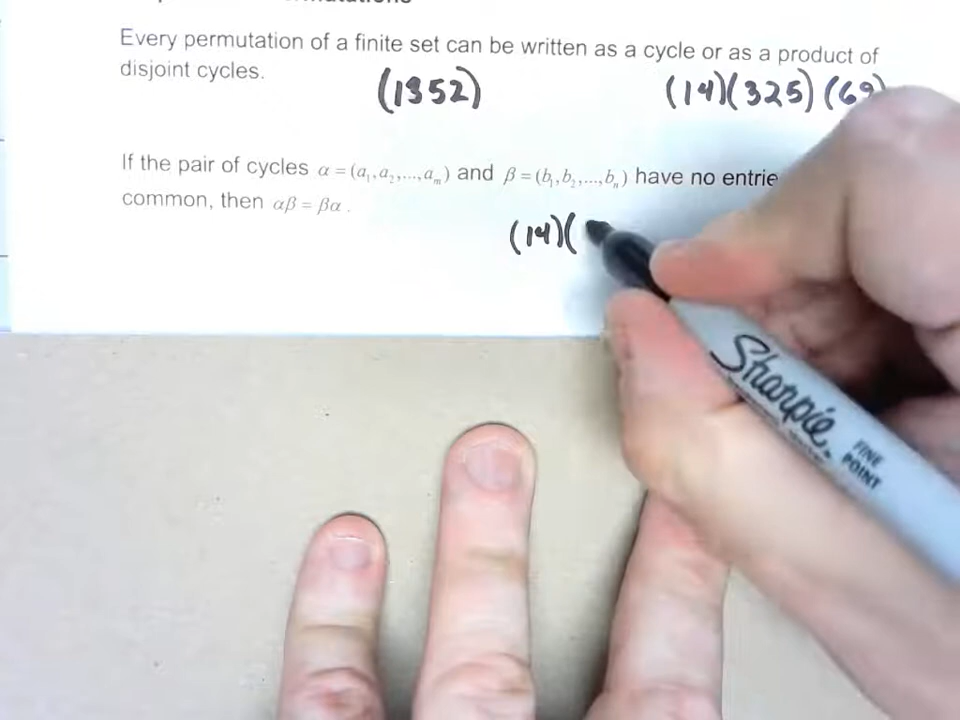 Every permutation of a finite set can be written as a cycle or as a product of
disjoint cycles.
(1352) (14)(325)(69)
If the pair of cycles α = (a₁,a₂,...,aₘ) and β = (b₁,b₂,...,bₙ) have no
common, then αβ = βα .
(14)(
Sharpie.
FINE
POINT